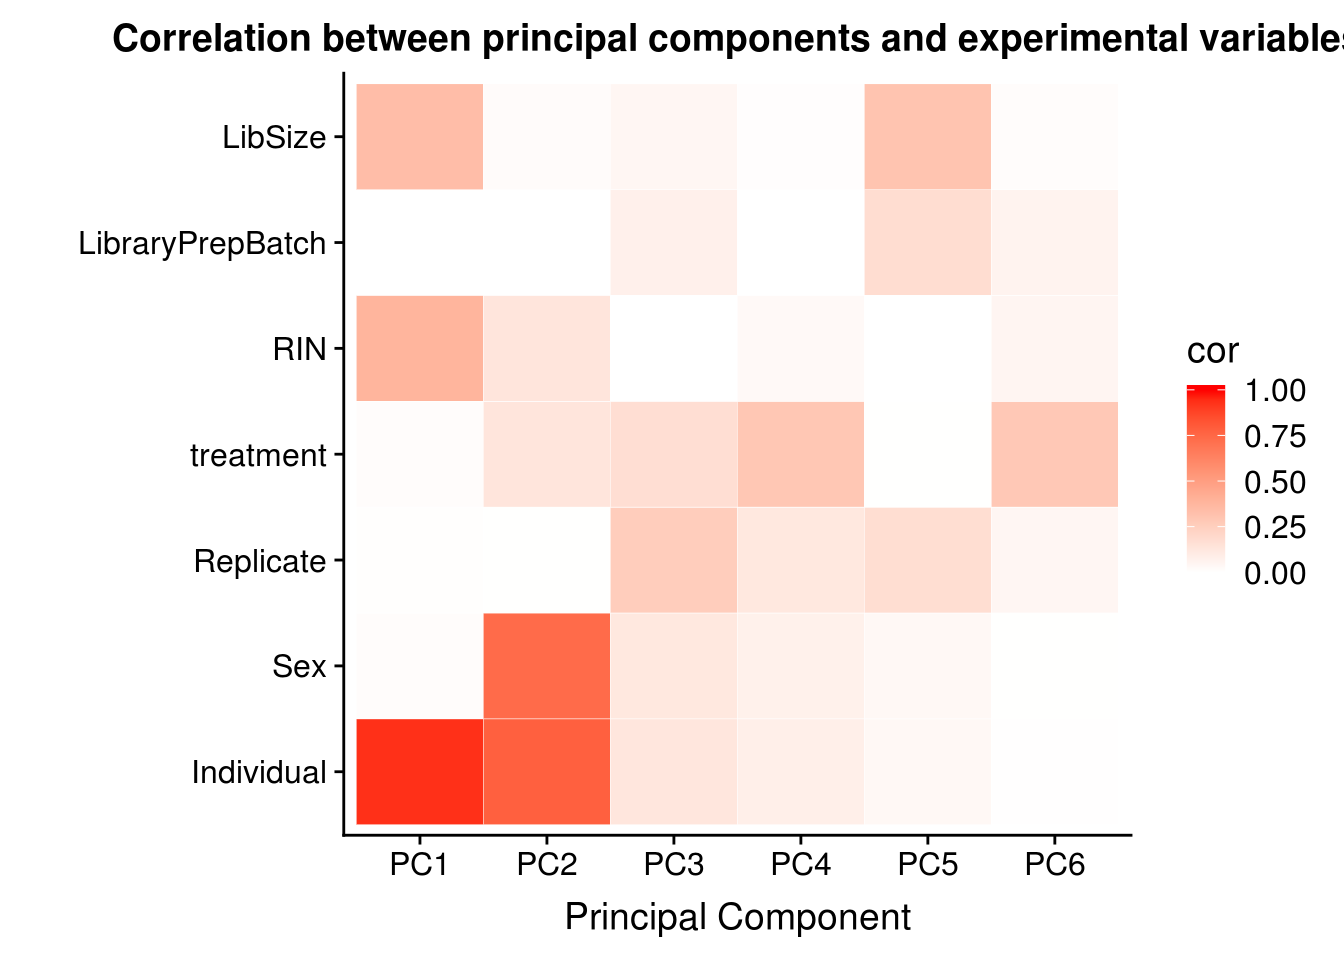 Correlation between principal components and experimental variables
LibSize
LibraryPrepBatch
RIN
treatment
Replicate
Sex
Individual
PC1 PC2 PC3 PC4 PC5 PC6
Principal Component
cor
1.00
0.75
0.50
0.25
0.00